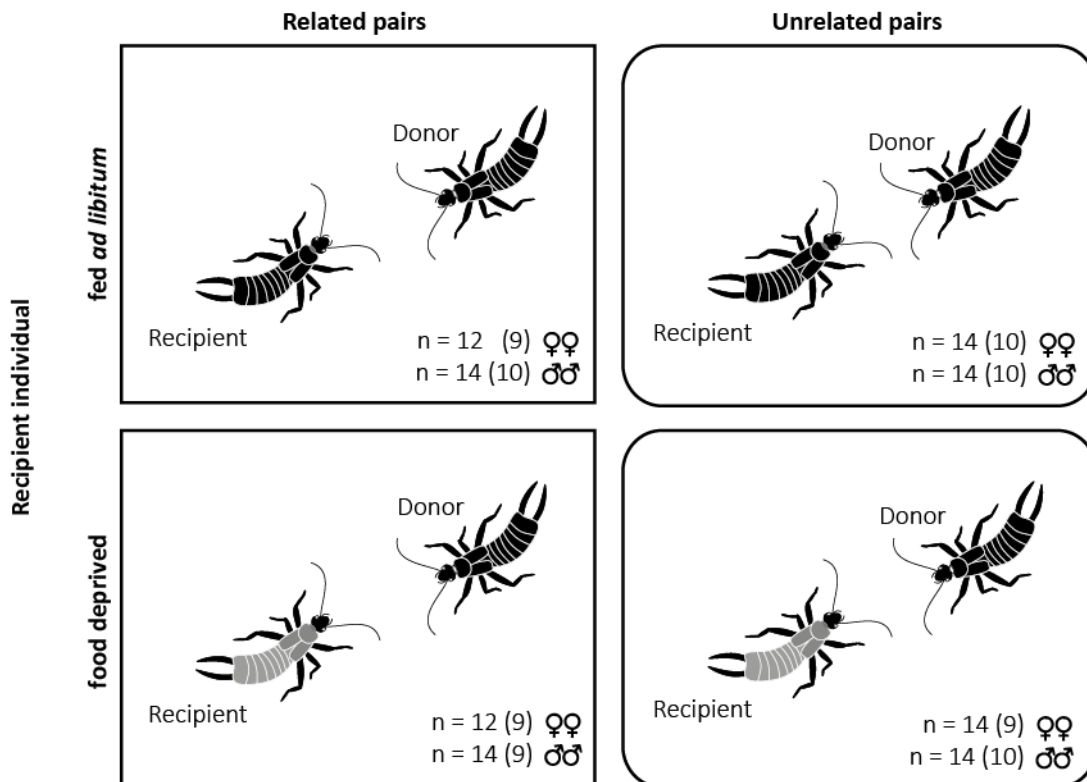 Related pairs
Unrelated pairs
Recipient individual
fed ad libitum
Donor
Recipient
n = 12 (9) ♀♀
n = 14 (10) ♂♂
Donor
Recipient
n = 14 (10) ♀♀
n = 14 (10) ♂♂
food deprived
Donor
Recipient
n = 12 (9) ♀♀
n = 14 (9) ♂♂
Donor
Recipient
n = 14 (9) ♀♀
n = 14 (10) ♂♂